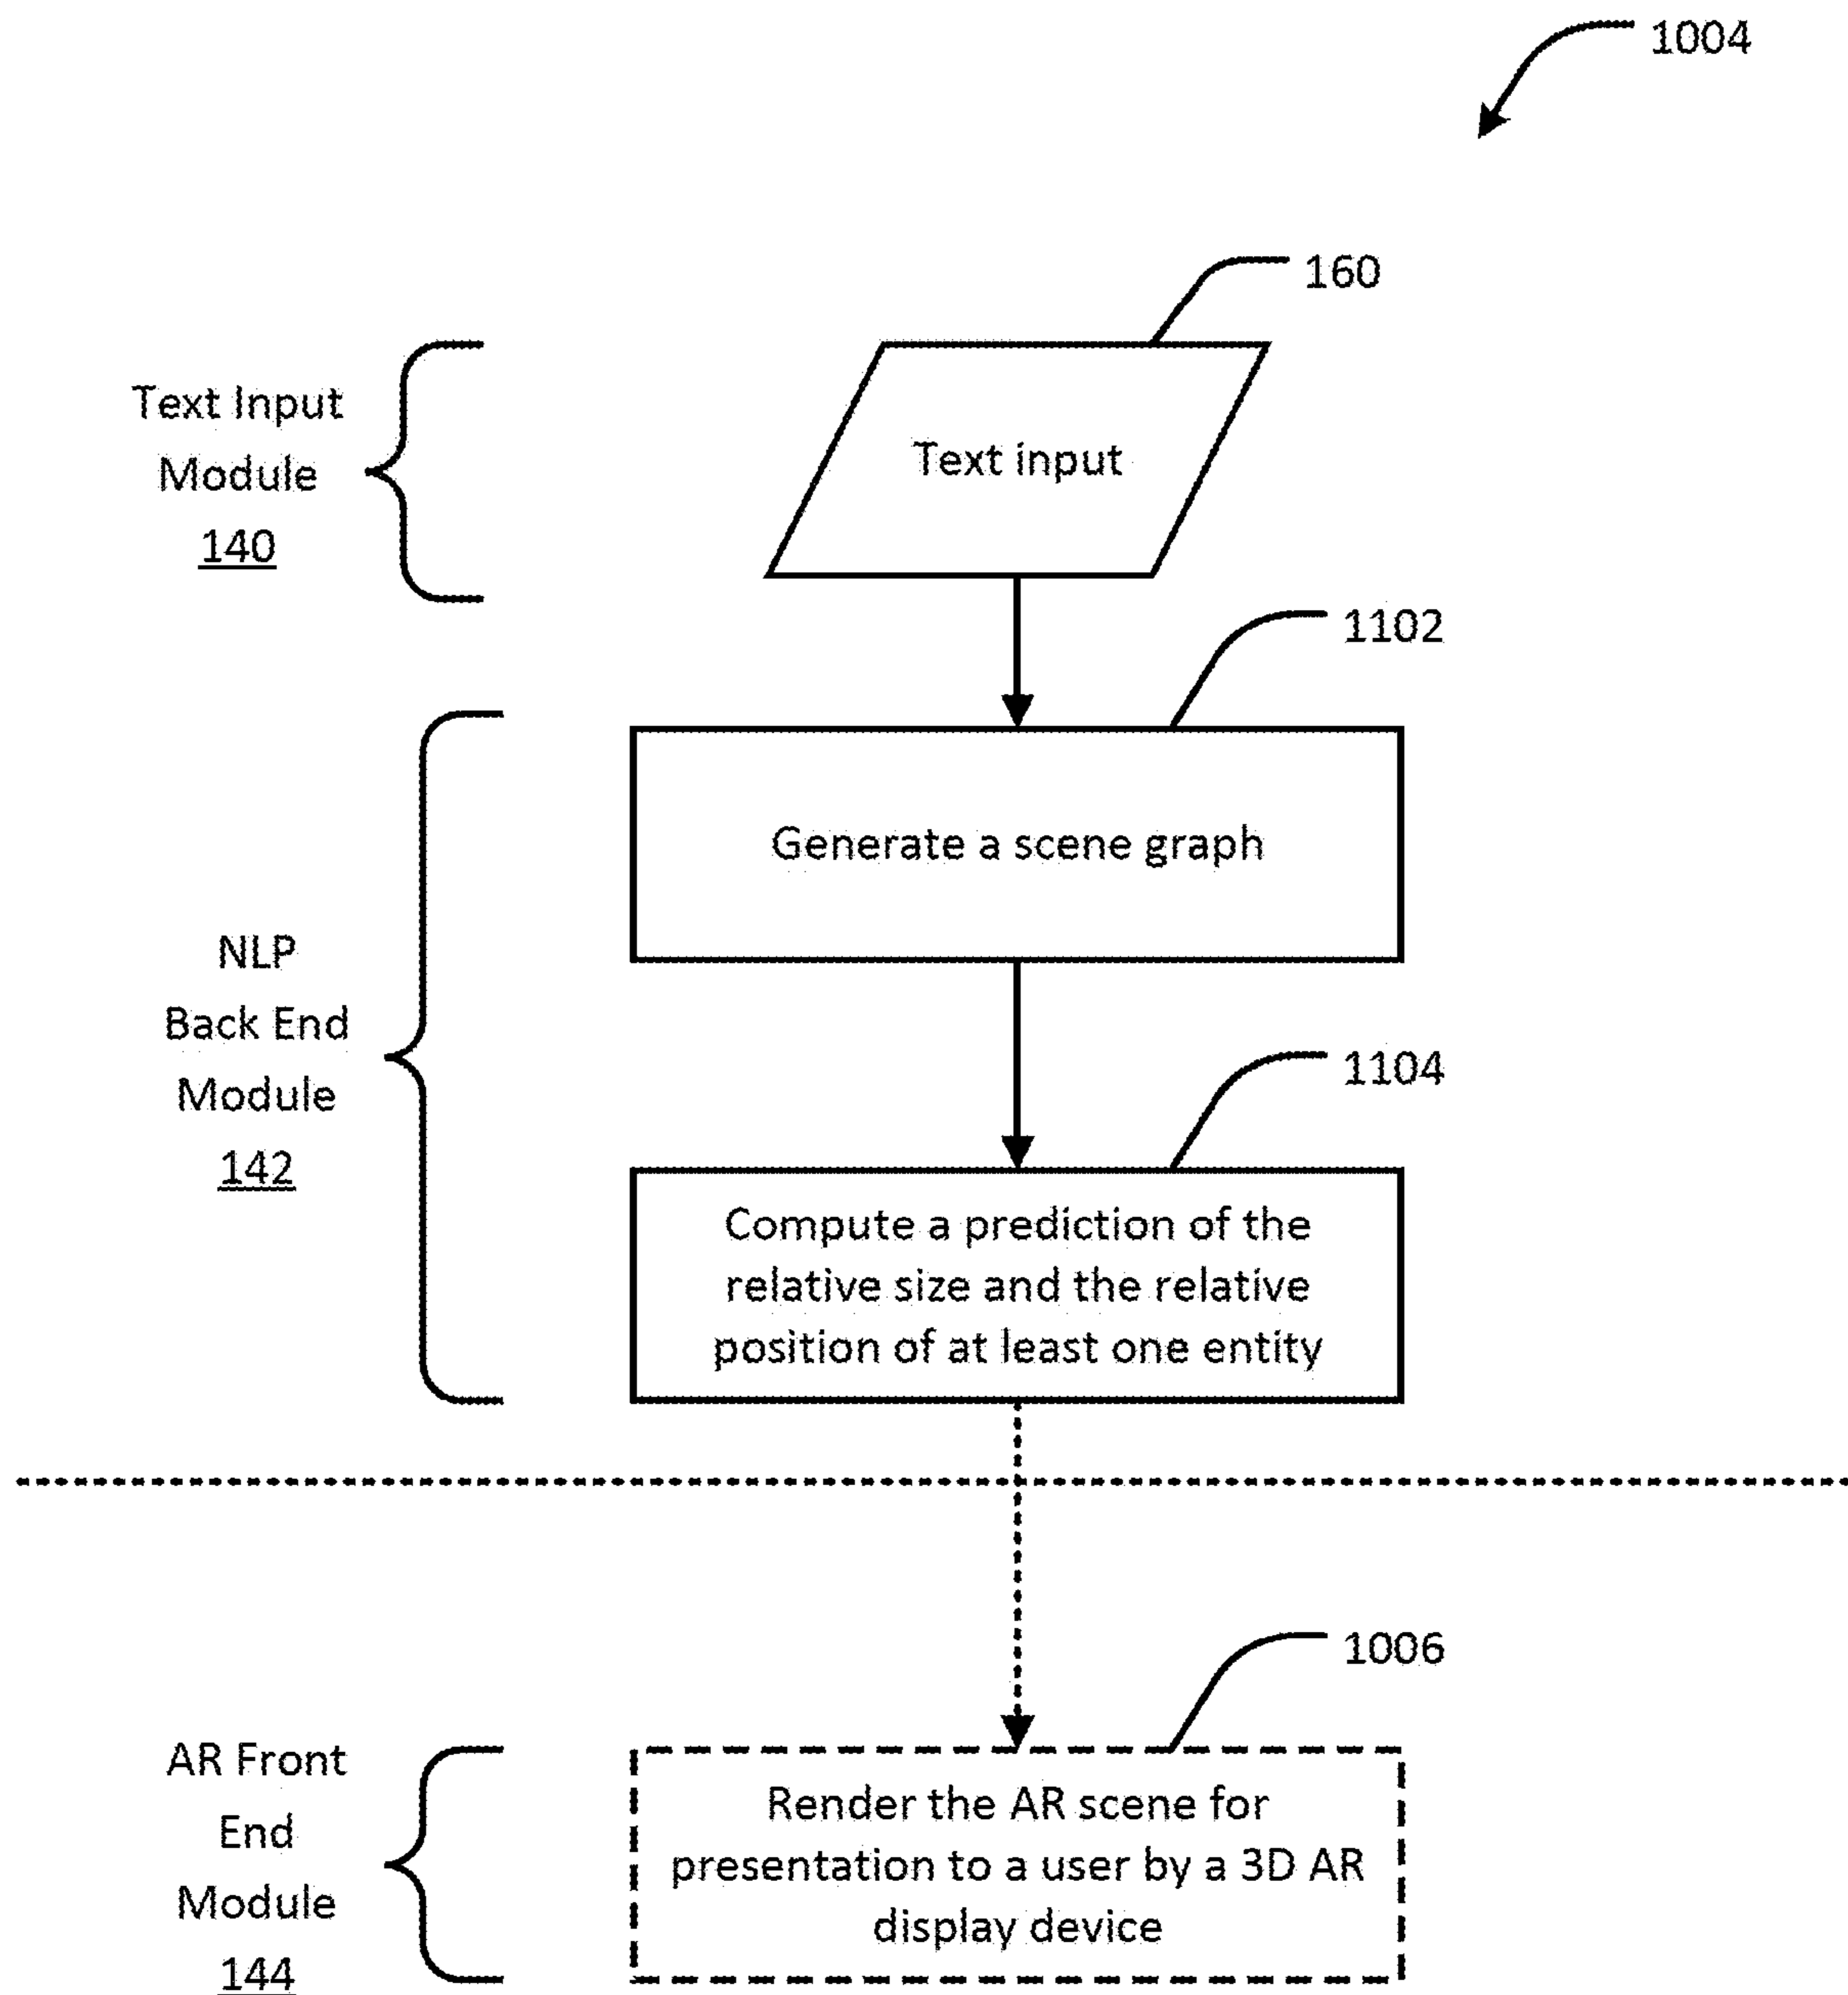 1004
160
Text Input
Module
140
Text input
1102
Generate a scene graph
NLP
Back End
Module
142
1104
Compute a prediction of the
relative size and the relative
position of at least one entity
1006
AR Front
End
Module
144
Render the AR scene for
presentation to a user by a 3D AR
display device